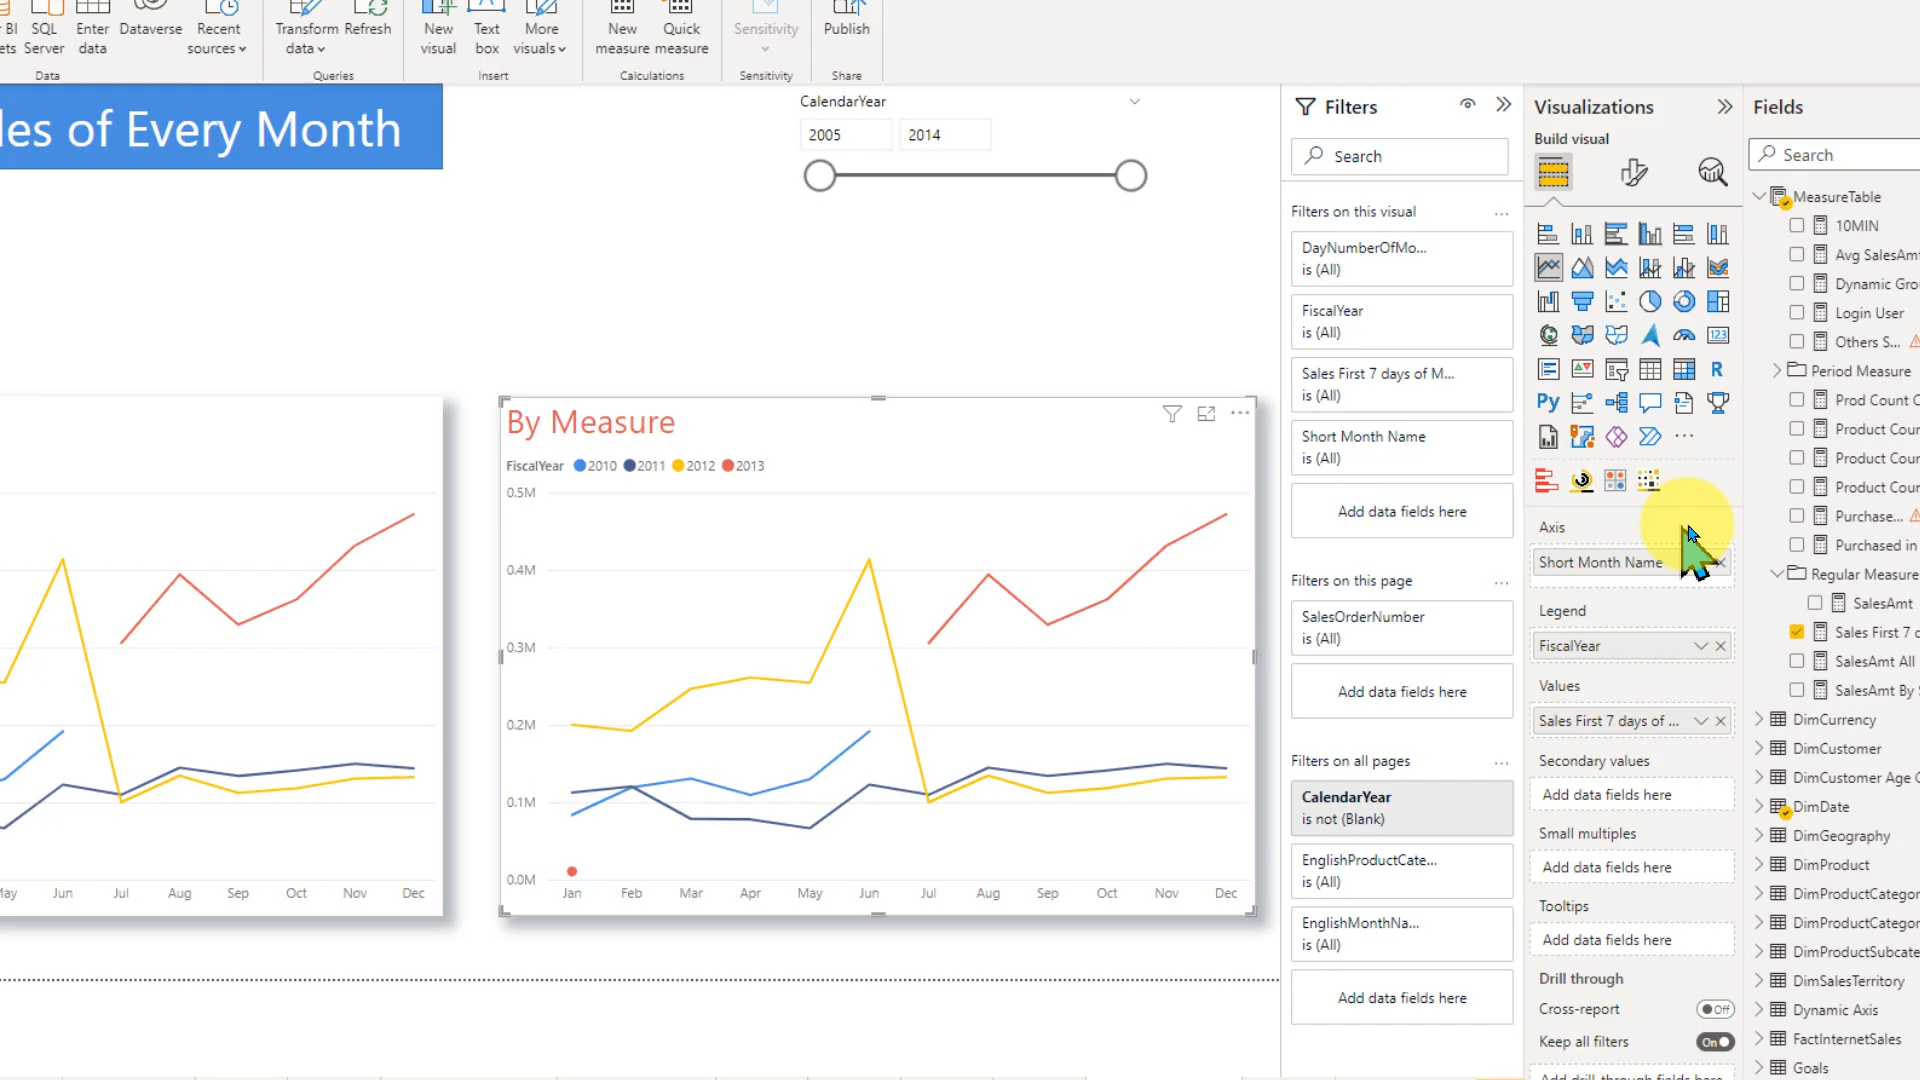 BI
ets
SQL
Server
Enter
data
Dataverse
Recent
sources
Data
Transform
data
Refresh
Queries
New
visual
Text
box
More
visuals
Insert
New
measure
Quick
measure
Calculations
Sensitivity
Sensitivity
Publish
Share
les of Every Month
CalendarYear
2005
2014
May Jun Jul Aug Sep Oct Nov Dec
By Measure
FiscalYear 2010 2011 2012 2013
0.5M
0.4M
0.3M
0.2M
0.1M
0.0M
Jan Feb Mar Apr May Jun Jul Aug Sep Oct Nov Dec
Filters
Search
Filters on this visual
DayNumberOfMo...
is (All)
FiscalYear
is (All)
Sales First 7 days of M...
is (All)
Short Month Name
is (All)
Add data fields here
Filters on this page
SalesOrderNumber
is (All)
Add data fields here
Filters on all pages
CalendarYear
is not (Blank)
EnglishProductCate...
is (All)
EnglishMonthNa...
is (All)
Add data fields here
Visualizations
Build visual
123
R
Py
Axis
Short Month Name
Legend
FiscalYear
Values
Sales First 7 days of ...
Secondary values
Add data fields here
Small multiples
Add data fields here
Tooltips
Add data fields here
Drill through
Cross-report
Off
Keep all filters
On
Add drill-through fields here
Fields
Search
MeasureTable
10MIN
Avg SalesAmt
Dynamic Gro
Login User
Others S...
Period Measure
Prod Count C
Product Cour
Product Cour
Product Cour
Purchase...
Purchased in
Regular Measure
SalesAmt
Sales First 7 d
SalesAmt All
SalesAmt By S
DimCurrency
DimCustomer
DimCustomer Age G
DimDate
DimGeography
DimProduct
DimProductCategor
DimProductCategor
DimProductSubcate
DimSalesTerritory
Dynamic Axis
FactInternetSales
Goals